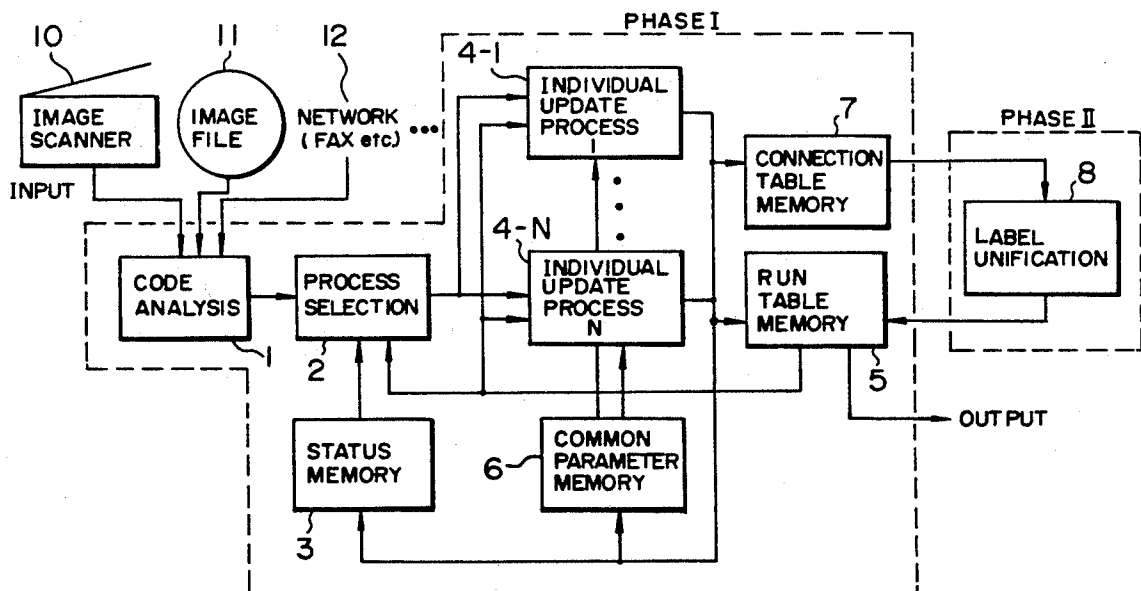 PHASE I
10
11
12
4-1
IMAGE
SCANNER
IMAGE
FILE
NETWORK
(FAX etc)
INPUT
INDIVIDUAL
UPDATE
PROCESS
1
7
CONNECTION
TABLE
MEMORY
PHASE II
8
LABEL
UNIFICATION
4-N
CODE
ANALYSIS
1
PROCESS
SELECTION
2
INDIVIDUAL
UPDATE
PROCESS
N
RUN
TABLE
MEMORY
5
OUTPUT
STATUS
MEMORY
3
6
COMMON
PARAMETER
MEMORY